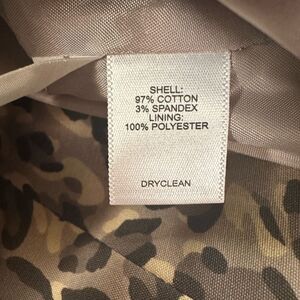 SHELL:
97% COTTON
3% SPANDEX
LINING:
100% POLYESTER
DRYCLEAN